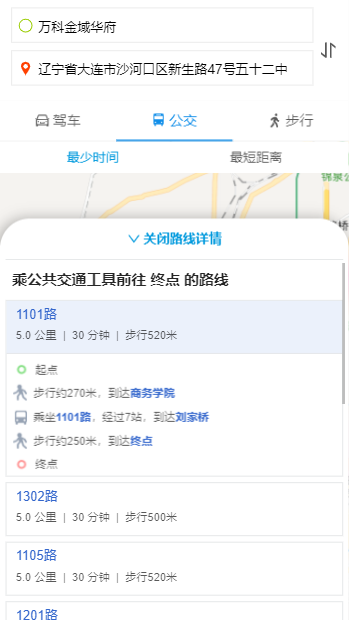 万科金域华府
辽宁省大连市沙河口区新生路47号五十二中
驾车
公交
步行
最少时间
最短距离
锦泉公
桥
关闭路线详情
乘公共交通工具前往 终点 的路线
1101路
5.0 公里 | 30 分钟 | 步行520米
起点
步行约270米，到达商务学院
乘坐1101路，经过7站，到达刘家桥
步行约250米，到达终点
终点
1302路
5.0 公里 | 30 分钟 | 步行500米
1105路
5.0 公里 | 30 分钟 | 步行520米
1201路